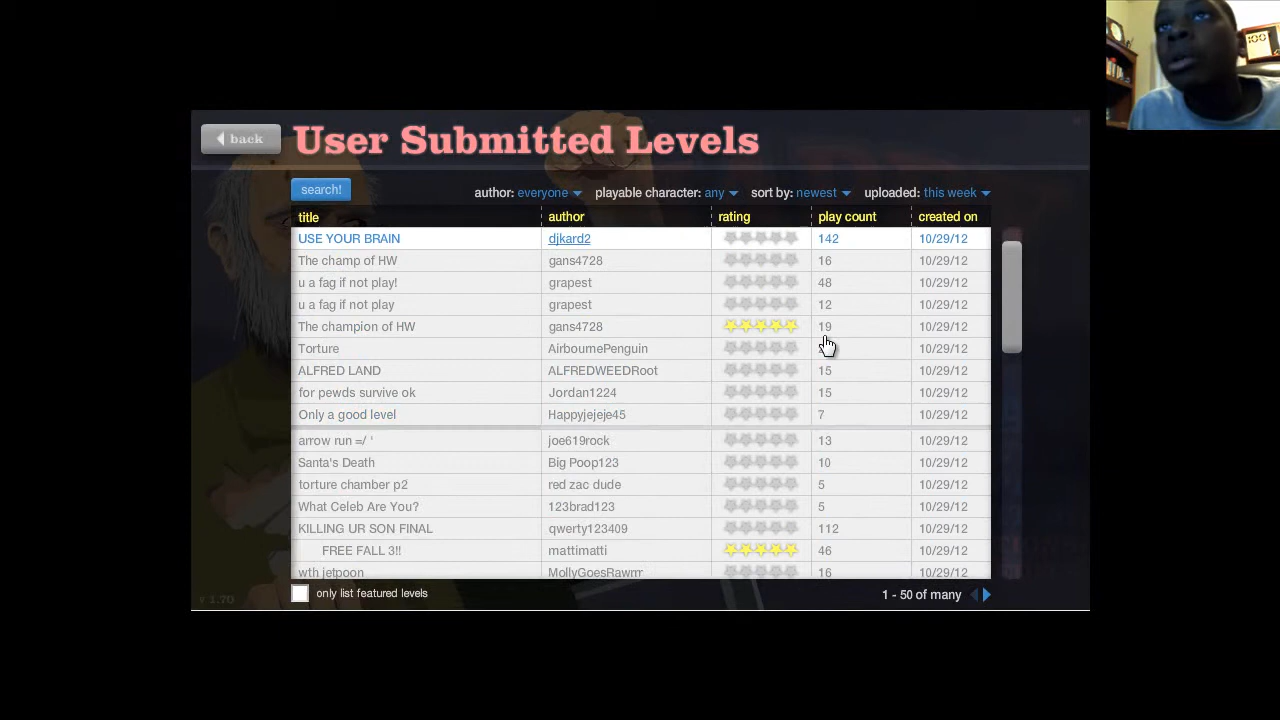 back
User Submitted Levels
search!
author: everyone playable character: any sort by: newest uploaded: this week
title author rating play count created on
USE YOUR BRAIN djkard2 142 10/29/12
The champ of HW gans4728 16 10/29/12
u a fag if not play! grapest 48 10/29/12
u a fag if not play grapest 12 10/29/12
The champion of HW gans4728 19 10/29/12
Torture AirbournePenguin 10/29/12
ALFRED LAND ALFREDWEEDRoot 15 10/29/12
for pewds survive ok Jordan1224 15 10/29/12
Only a good level Happyjejeje45 7 10/29/12
arrow run =/ ' joe619rock 13 10/29/12
Santa's Death Big Poop123 10 10/29/12
torture chamber p2 red zac dude 5 10/29/12
What Celeb Are You? 123brad123 5 10/29/12
KILLING UR SON FINAL qwerty123409 112 10/29/12
FREE FALL 3!! mattimatti 46 10/29/12
wth jetpoon MollyGoesRawrr 16 10/29/12
only list featured levels
1 - 50 of many
v 1.70
100